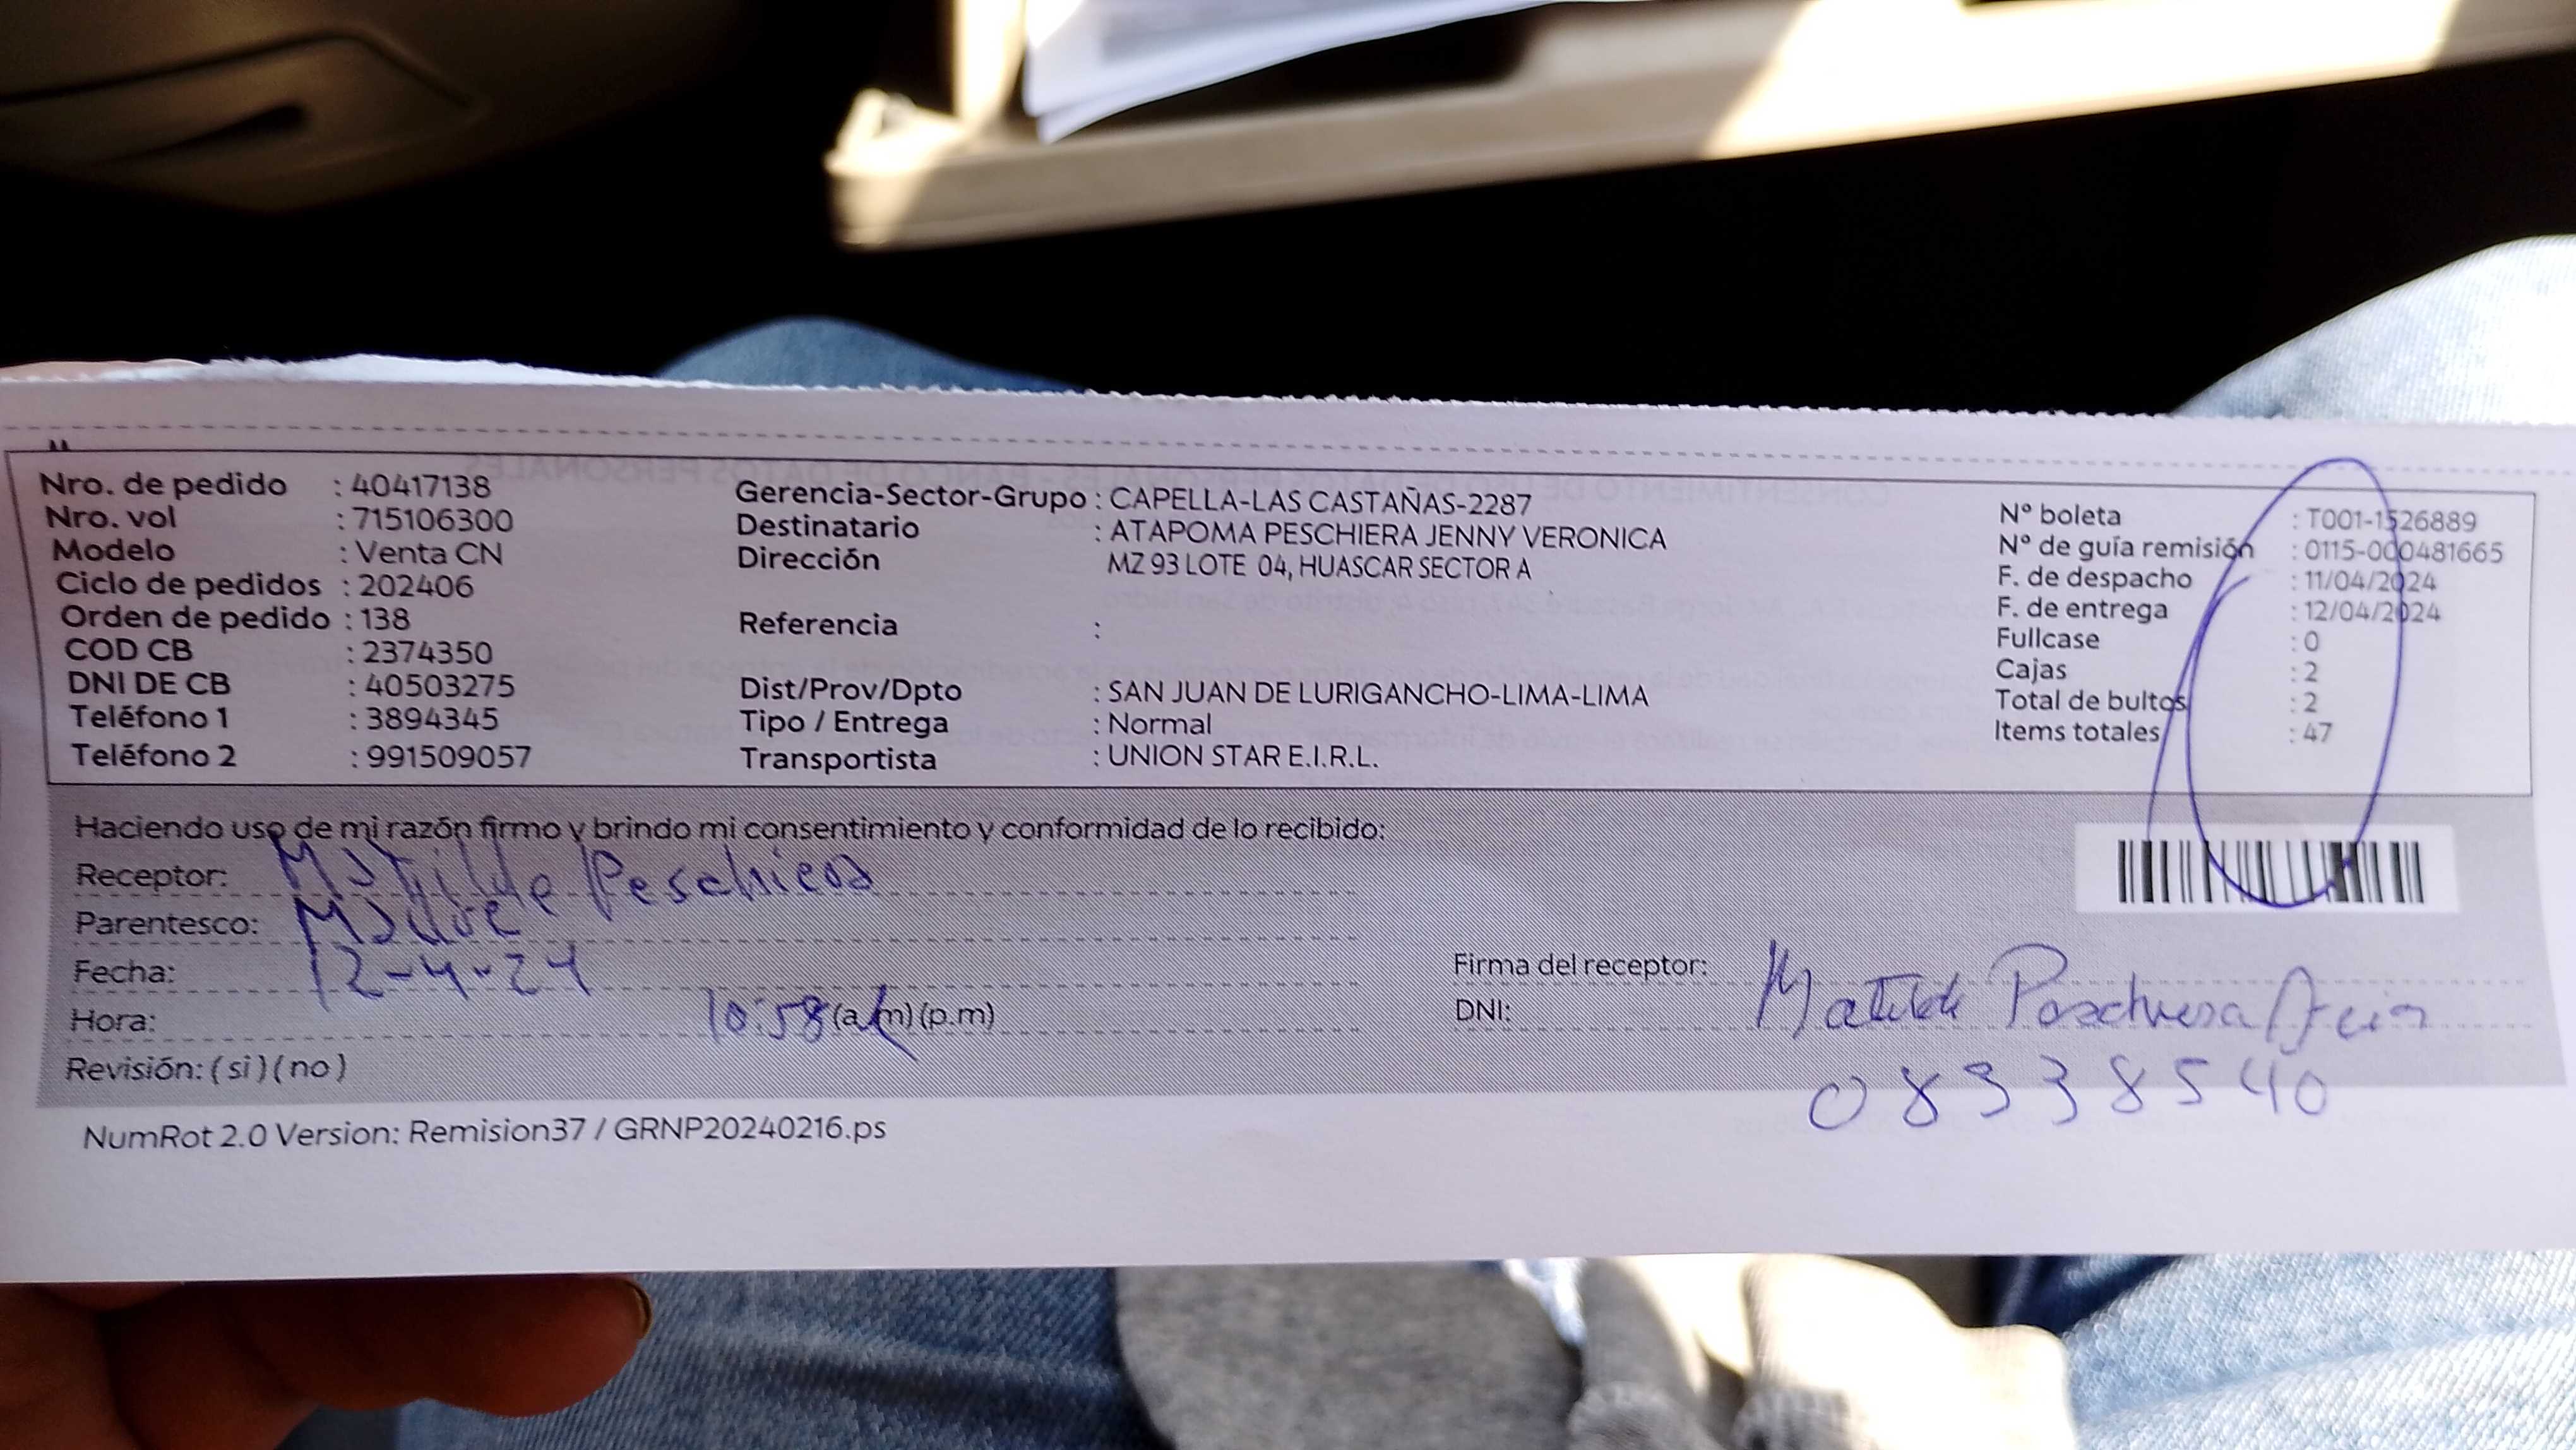 Nro. de pedido : 40417138
Nro. vol : 715106300
Modelo : Venta CN
Ciclo de pedidos : 202406
Orden de pedido : 138
COD CB : 2374350
DNI DE CB : 40503275
Teléfono 1 : 3894345
Teléfono 2 : 991509057
Gerencia-Sector-Grupo : CAPELLA-LAS CASTAÑAS-2287
Destinatario : ATAPOMA PESCHIERA JENNY VERONICA
Dirección MZ 93 LOTE 04, HUASCAR SECTOR A
Referencia :
Dist/Prov/Dpto : SAN JUAN DE LURIGANCHO-LIMA-LIMA
Tipo / Entrega : Normal
Transportista : UNION STAR E.I.R.L.
N° boleta : T001-1526889
N° de guía remisión : 0115-000481665
F. de despacho : 11/04/2024
F. de entrega : 12/04/2024
Fullcase : 0
Cajas : 2
Total de bultos : 2
Items totales : 47
Haciendo uso de mi razón firmo y brindo mi consentimiento y conformidad de lo recibido:
Receptor: Matilde Peschiera
Parentesco: Madre
Fecha: 12-4-24
Hora: 10:58 (a.m) (p.m)
Revisión: ( si ) ( no )
Firma del receptor: Matilde Peschiera
DNI: 08938540
NumRot 2.0 Version: Remision37 / GRNP20240216.ps